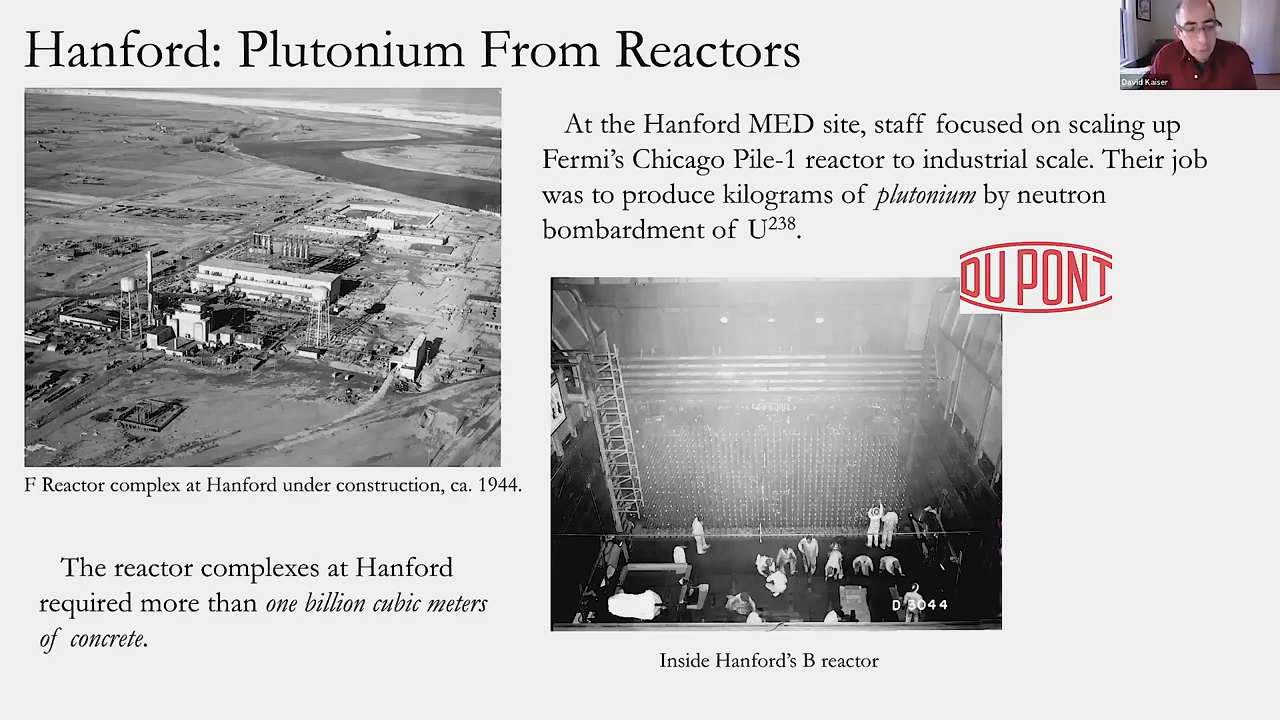 Hanford: Plutonium From Reactors
David Kaiser
At the Hanford MED site, staff focused on scaling up
Fermi's Chicago Pile-1 reactor to industrial scale. Their job
was to produce kilograms of plutonium by neutron
bombardment of U²³⁸.
DU PONT
D 3044
F Reactor complex at Hanford under construction, ca. 1944.
The reactor complexes at Hanford
required more than one billion cubic meters
of concrete.
Inside Hanford's B reactor